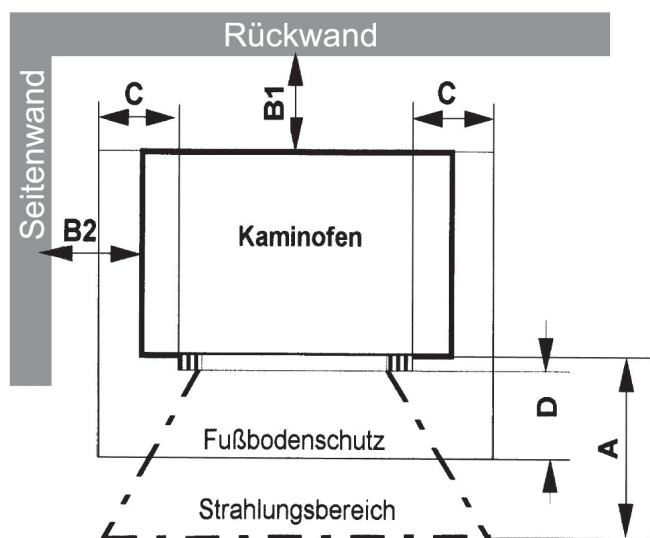 Rückwand
Seitenwand
C
B1
C
B2
Kaminofen
D
A
Fußbodenschutz
Strahlungsbereich